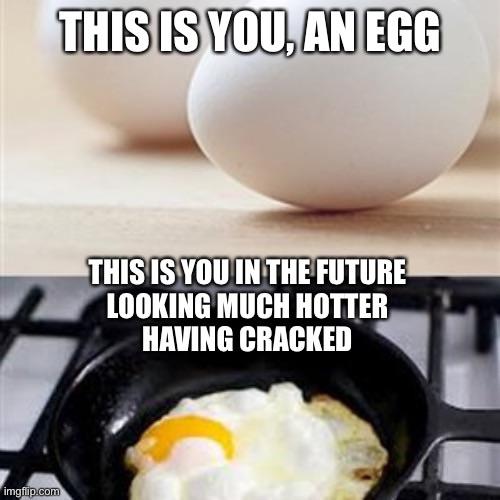 THIS IS YOU, AN EGG
THIS IS YOU IN THE FUTURE
LOOKING MUCH HOTTER
HAVING CRACKED
imgflip.com